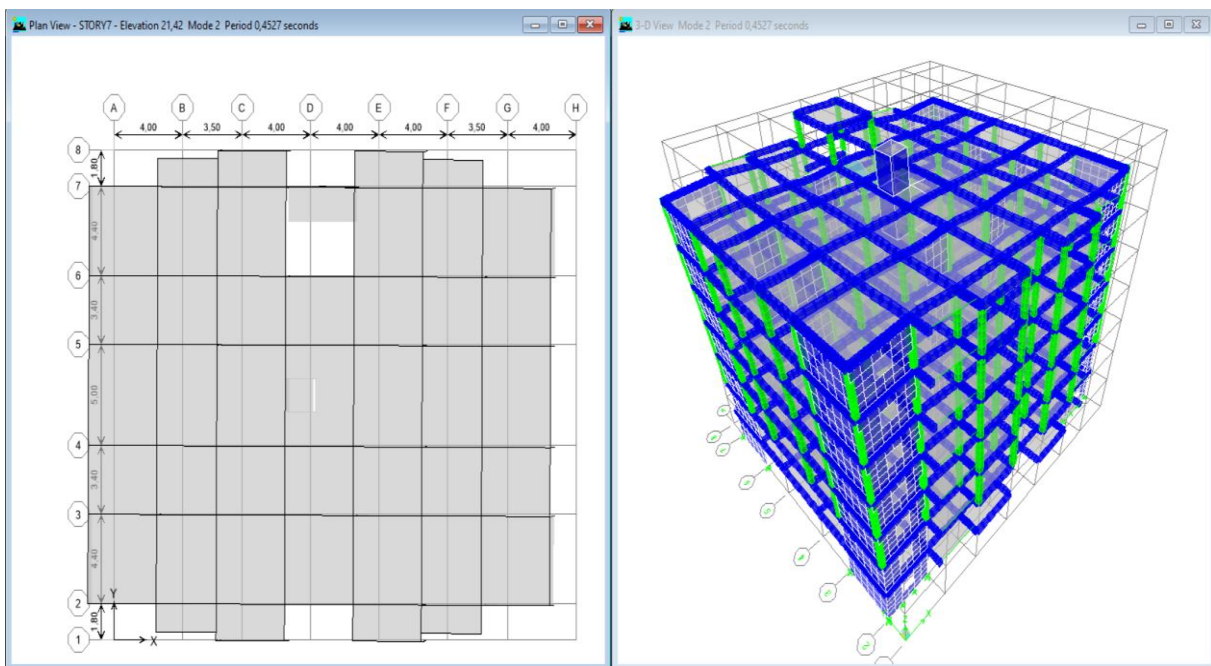 Plan View - STORY7 - Elevation 21,42 Mode 2 Period 0,4527 seconds
A B C D E F G H
4,00 3,50 4,00 4,00 4,00 3,50 4,00
8
1.80
7
4.40
6
3.40
5
5.00
4
3.40
3
4.40
Y
2
1.80
1
X
3-D View Mode 2 Period 0,4527 seconds